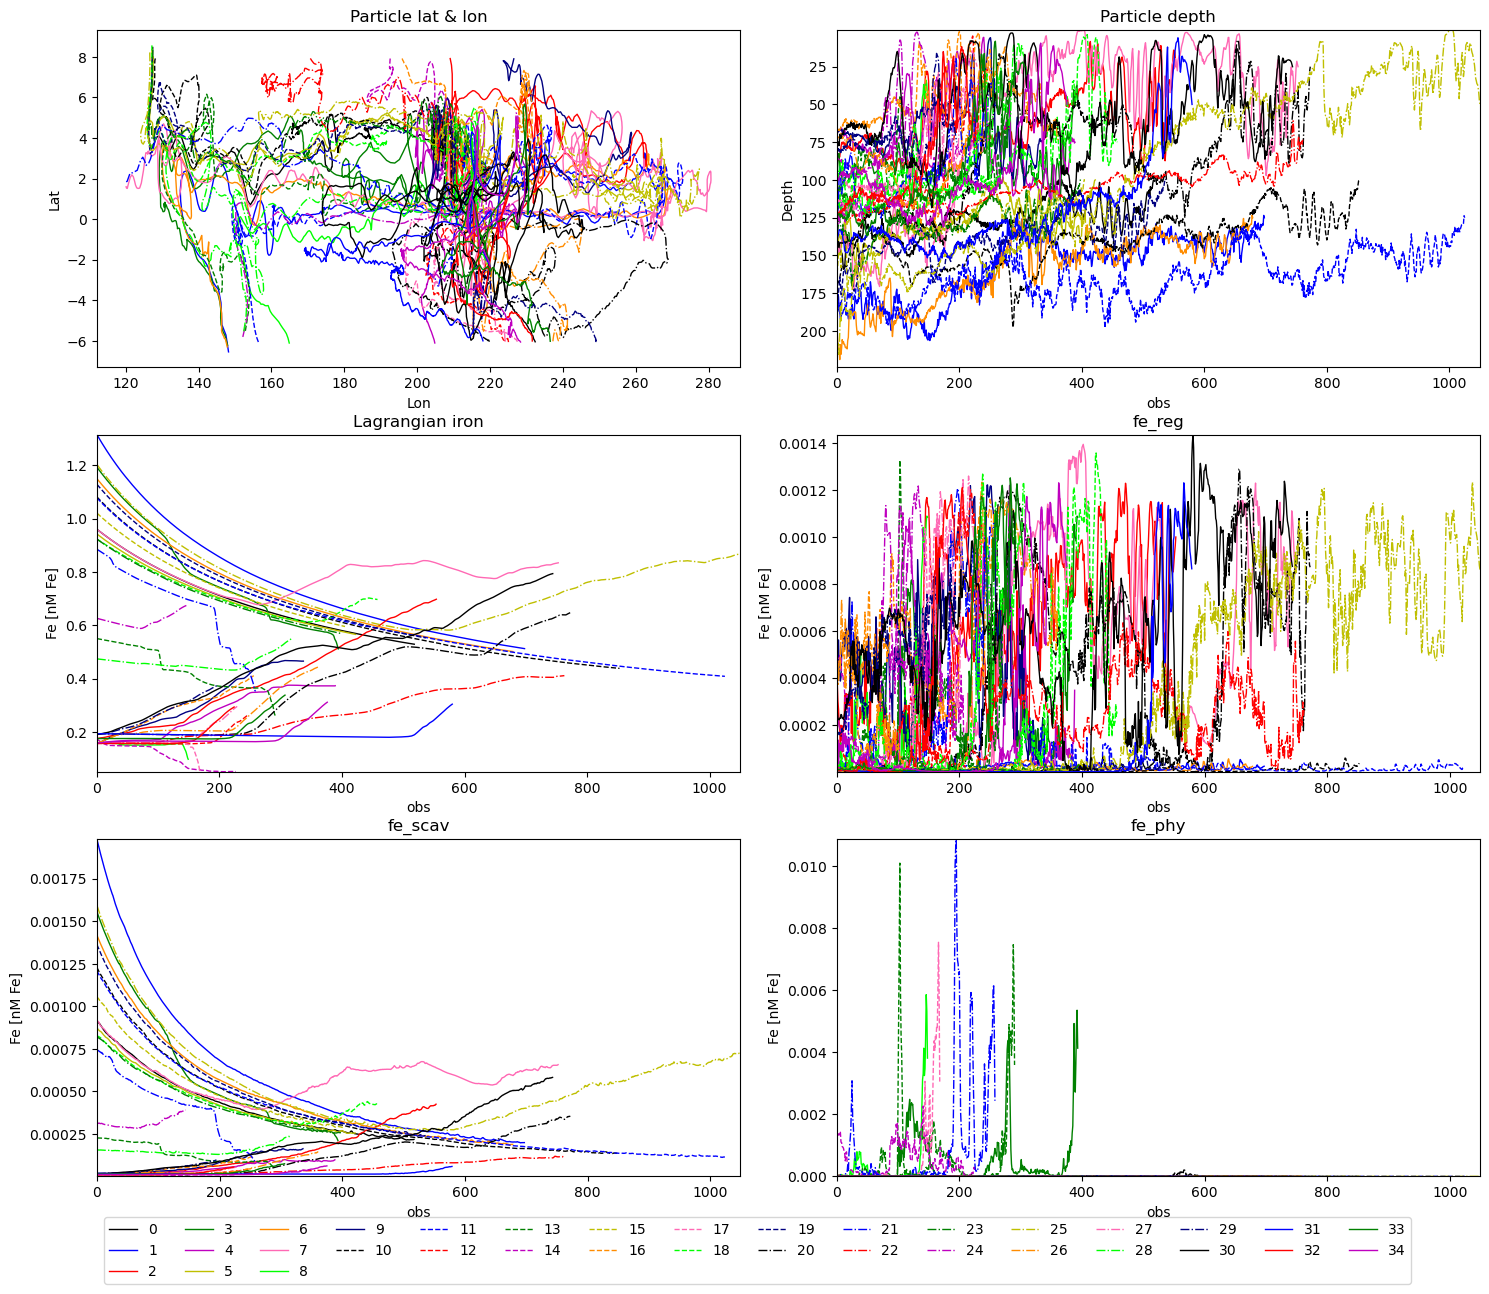 Particle lat & lon
Lat
8
6
4
2
0
−2
−4
−6
120 140 160 180 200 220 240 260 280
Lon
Particle depth
Depth
25
50
75
100
125
150
175
200
0 200 400 600 800 1000
obs
Lagrangian iron
Fe [nM Fe]
1.2
1.0
0.8
0.6
0.4
0.2
0 200 400 600 800 1000
obs
fe_reg
Fe [nM Fe]
0.0014
0.0012
0.0010
0.0008
0.0006
0.0004
0.0002
0 200 400 600 800 1000
obs
fe_scav
Fe [nM Fe]
0.00175
0.00150
0.00125
0.00100
0.00075
0.00050
0.00025
0 200 400 600 800 1000
obs
fe_phy
Fe [nM Fe]
0.010
0.008
0.006
0.004
0.002
0.000
0 200 400 600 800 1000
obs
0 3 6 9 11 13 15 17 19 21 23 25 27 29 31 33
1 4 7 10 12 14 16 18 20 22 24 26 28 30 32 34
2 5 8